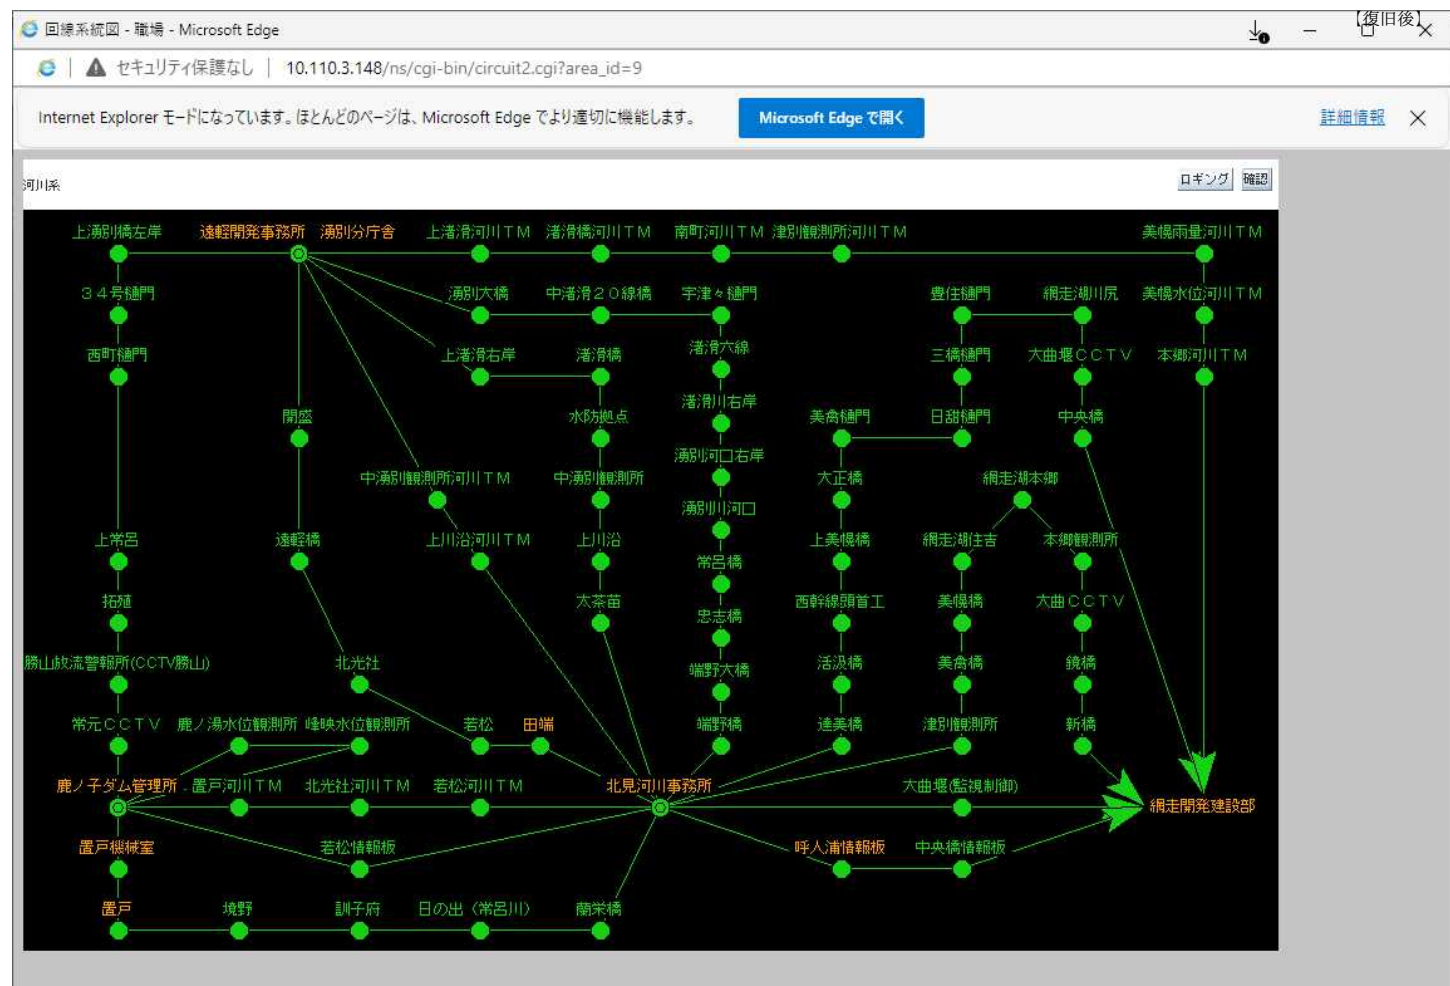 【復旧後】
回線系統図 - 職場 - Microsoft Edge
セキュリティ保護なし | 10.110.3.148/ns/cgi-bin/circuit2.cgi?area_id=9
Internet Explorer モードになっています。ほとんどのページは、Microsoft Edge でより適切に機能します。 Microsoft Edge で開く 詳細情報
河川系 ロギング 確認
上湧別橋左岸 遠軽開発事務所 湧別分庁舎 上渚滑河川TM 渚滑橋河川TM 南町河川TM 津別観測所河川TM 美幌雨量河川TM
34号樋門 湧別大橋 中渚滑20線橋 宇津々樋門 豊住樋門 網走湖川尻 美幌水位河川TM
西町樋門 上渚滑右岸 渚滑橋 渚滑六線 三橋樋門 大曲堰CCTV 本郷河川TM
開盛 水防拠点 渚滑川右岸 美禽樋門 日甜樋門 中央橋
湧別河口右岸
中湧別観測所河川TM 中湧別観測所 大正橋 網走湖本郷
湧別川河口
上常呂 遠軽橋 上川沿河川TM 上川沿 上美幌橋 網走湖住吉 本郷観測所
常呂橋
拓殖 太茶苗 西幹線頭首工 美幌橋 大曲CCTV
忠志橋
勝山放流警報所(CCTV勝山) 北光社 端野大橋 活汲橋 美禽橋 鏡橋
常元CCTV 鹿ノ湯水位観測所 峰映水位観測所 若松 田端 端野橋 達美橋 津別観測所 新橋
鹿ノ子ダム管理所 置戸河川TM 北光社河川TM 若松河川TM 北見河川事務所 大曲堰(監視制御)
網走開発建設部
置戸機械室 若松情報板 呼人浦情報板 中央橋情報板
置戸 境野 訓子府 日の出（常呂川） 蘭栄橋